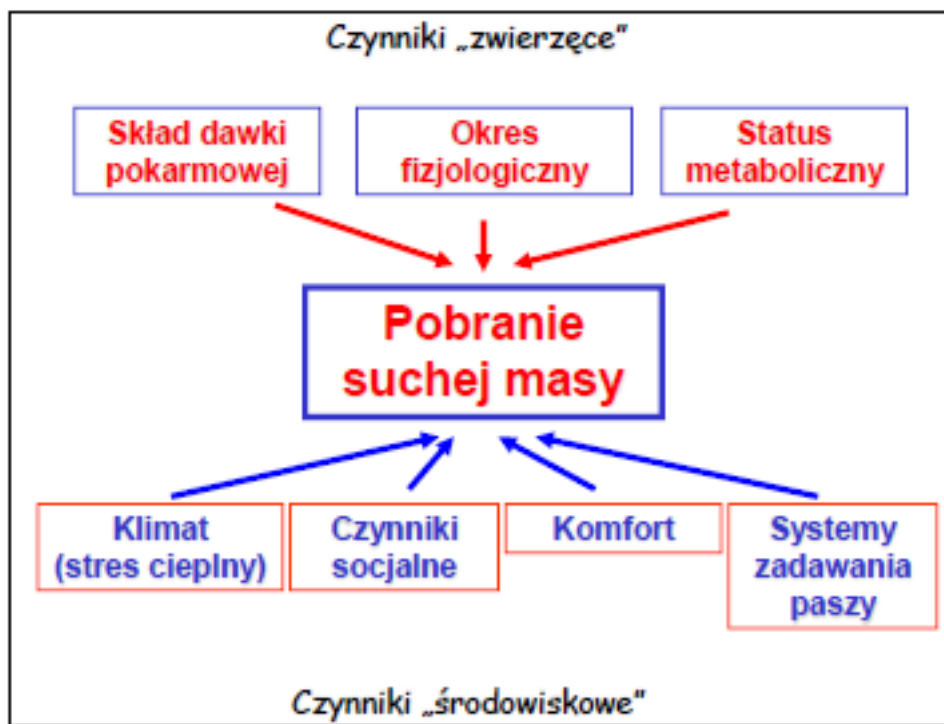 Czynniki „zwierzęce”
Skład dawki
pokarmowej
Okres
fizjologiczny
Status
metaboliczny
Pobranie
suchej masy
Klimat
(stres cieplny)
Czynniki
socjalne
Komfort
Systemy
zadawania
paszy
Czynniki „środowiskowe”